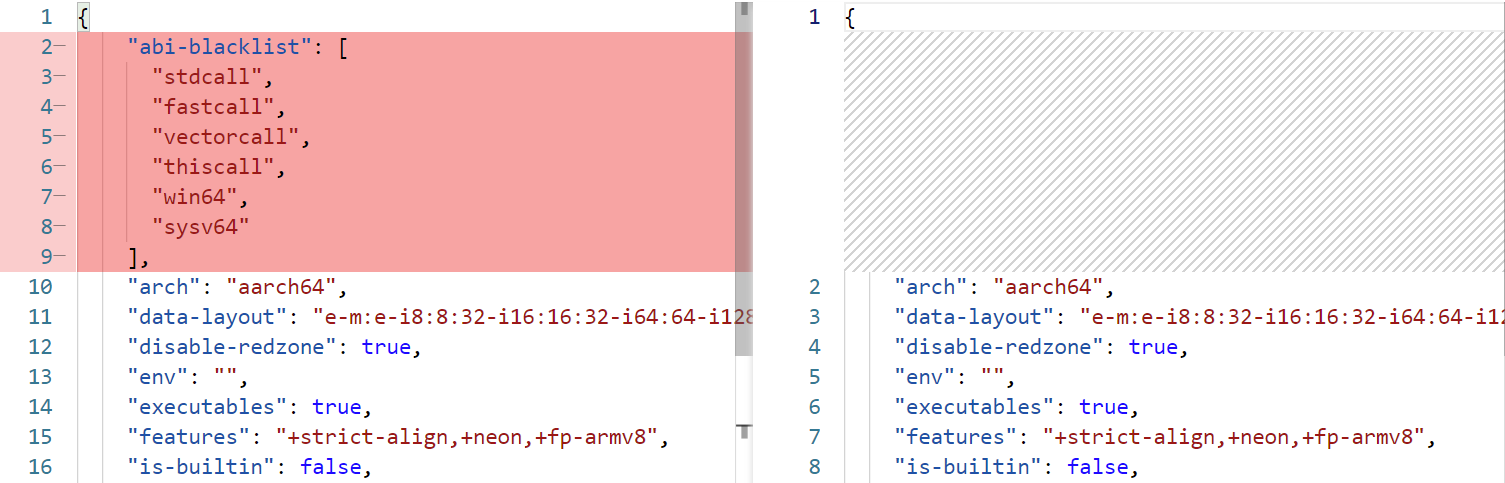 1 {
2− "abi-blacklist": [
3− "stdcall",
4− "fastcall",
5− "vectorcall",
6− "thiscall",
7− "win64",
8− "sysv64"
9− ],
10 "arch": "aarch64",
11 "data-layout": "e-m:e-i8:8:32-i16:16:32-i64:64-i128
12 "disable-redzone": true,
13 "env": "",
14 "executables": true,
15 "features": "+strict-align,+neon,+fp-armv8",
16 "is-builtin": false,
1 {
2 "arch": "aarch64",
3 "data-layout": "e-m:e-i8:8:32-i16:16:32-i64:64-i12
4 "disable-redzone": true,
5 "env": "",
6 "executables": true,
7 "features": "+strict-align,+neon,+fp-armv8",
8 "is-builtin": false,